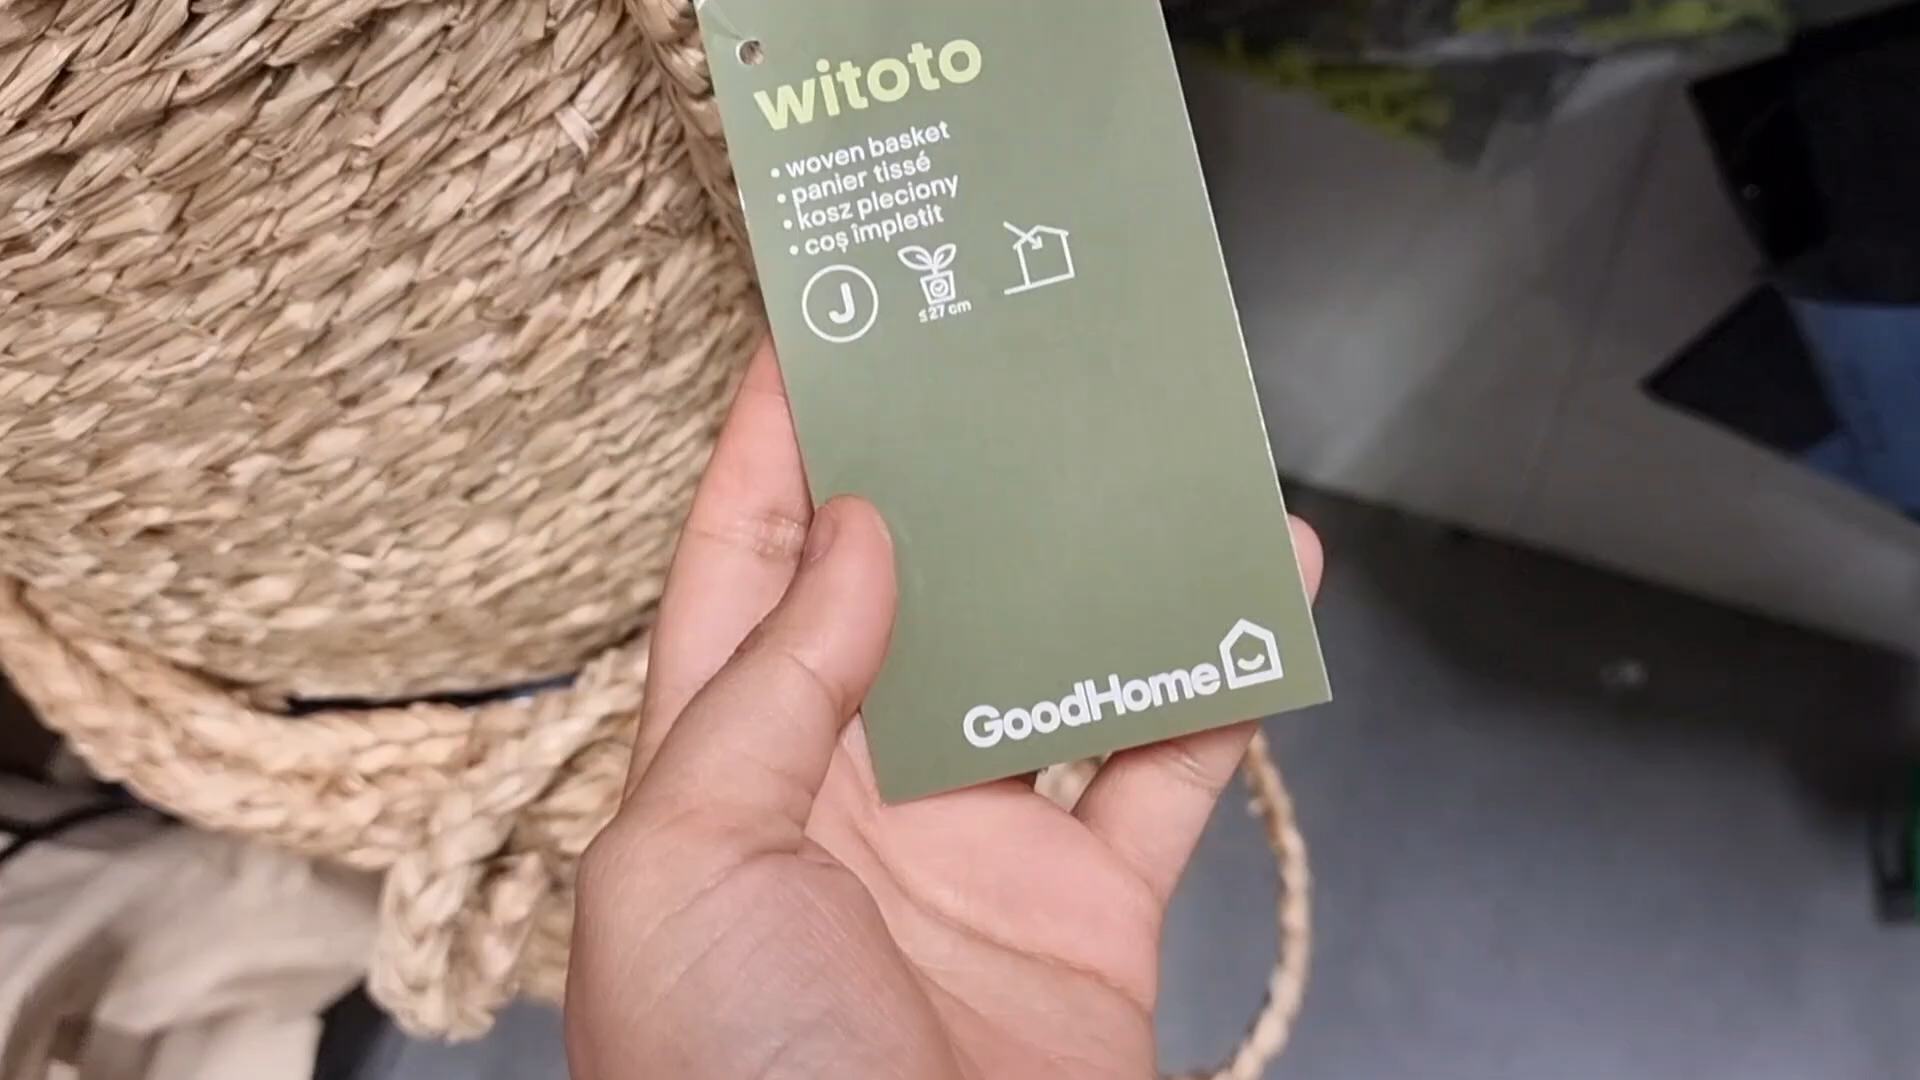 witoto
• woven basket
• panier tissé
• kosz pleciony
• coș împletit
J
≤27 cm
GoodHome